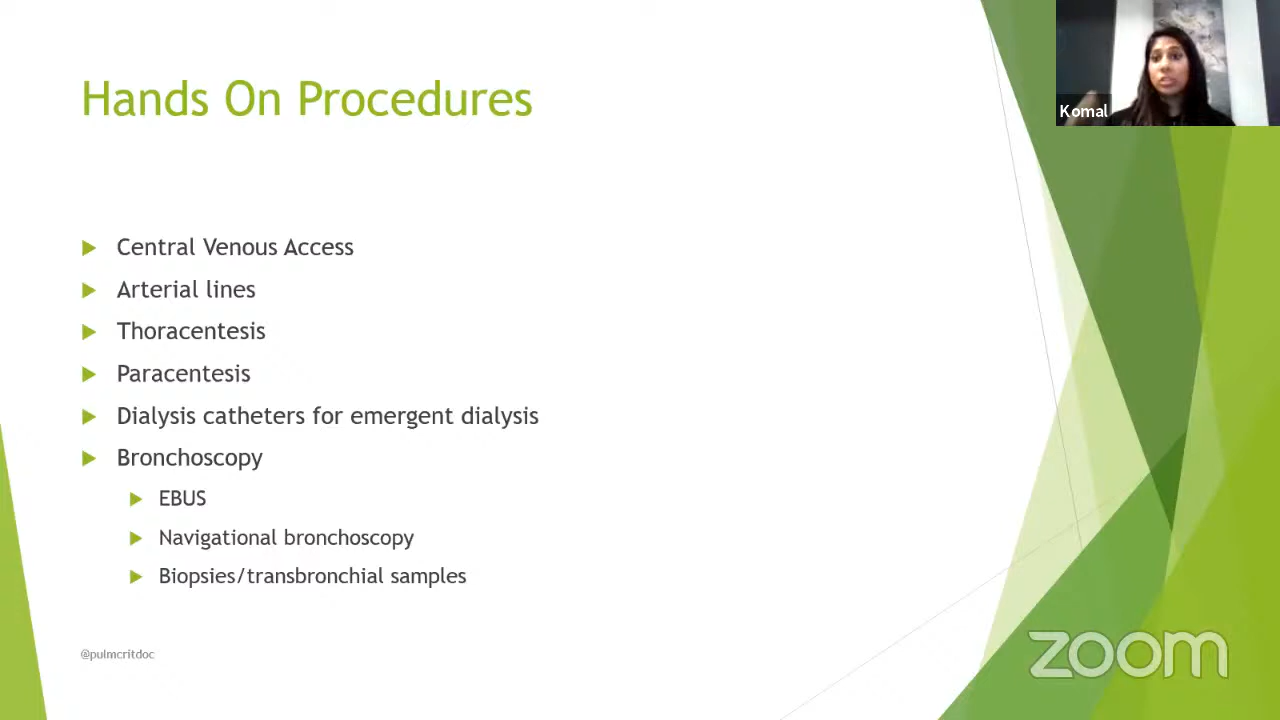 Hands On Procedures
Komal
Central Venous Access
Arterial lines
Thoracentesis
Paracentesis
Dialysis catheters for emergent dialysis
Bronchoscopy
EBUS
Navigational bronchoscopy
Biopsies/transbronchial samples
@pulmcritdoc
zoom